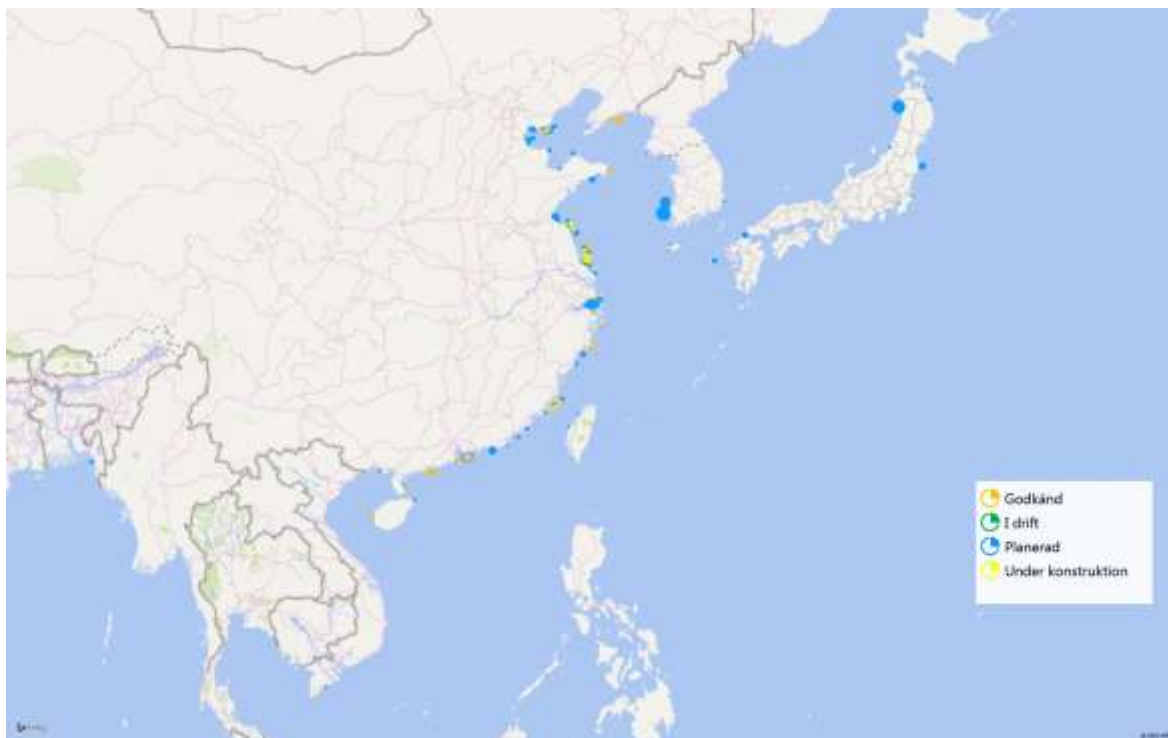 Godkänd
I drift
Planerad
Under konstruktion